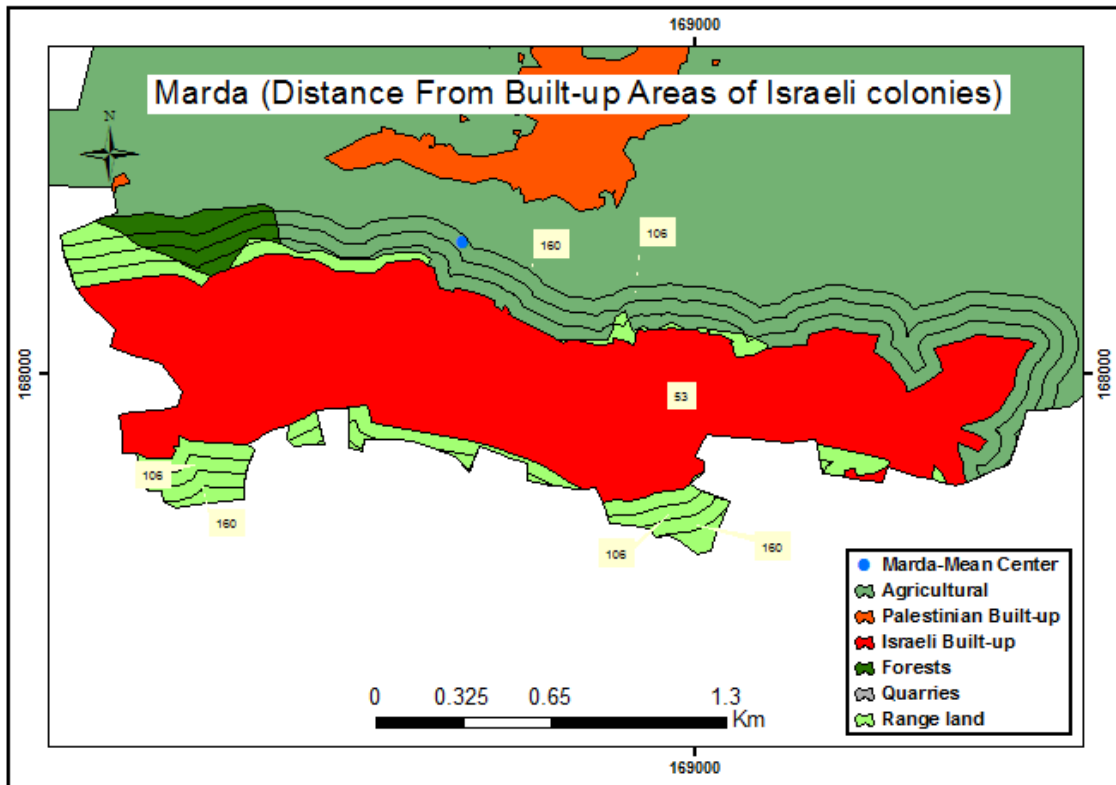 169000
Marda (Distance From Built-up Areas of Israeli colonies)
N
160
106
168000
168000
53
106
160
106
160
Marda-Mean Center
Agricultural
Palestinian Built-up
Israeli Built-up
Forests
Quarries
Range land
0 0.325 0.65 1.3
Km
169000